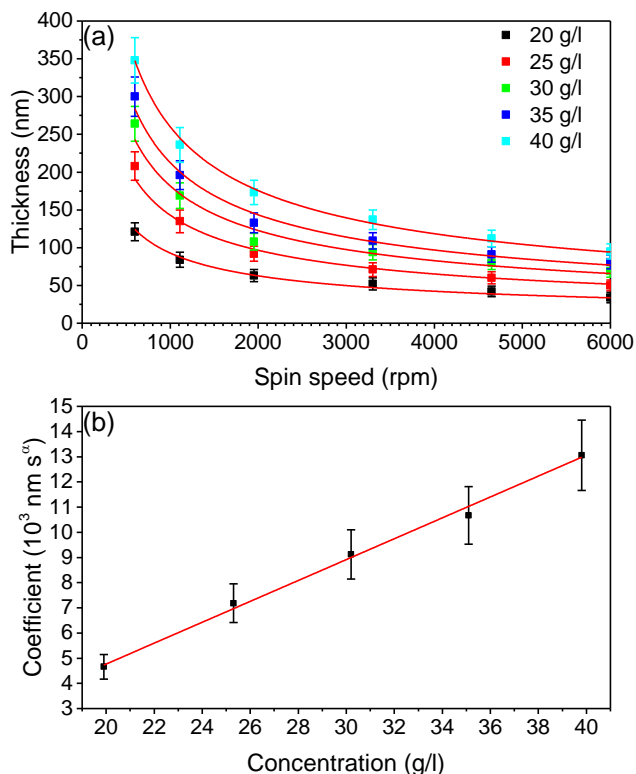 (a)
20 g/l
25 g/l
30 g/l
35 g/l
40 g/l
400
350
300
250
200
150
100
50
0
Thickness (nm)
0 1000 2000 3000 4000 5000 6000
Spin speed (rpm)
(b)
15
14
13
12
11
10
9
8
7
6
5
4
3
Coefficient (10³ nm sᵅ)
20 22 24 26 28 30 32 34 36 38 40
Concentration (g/l)